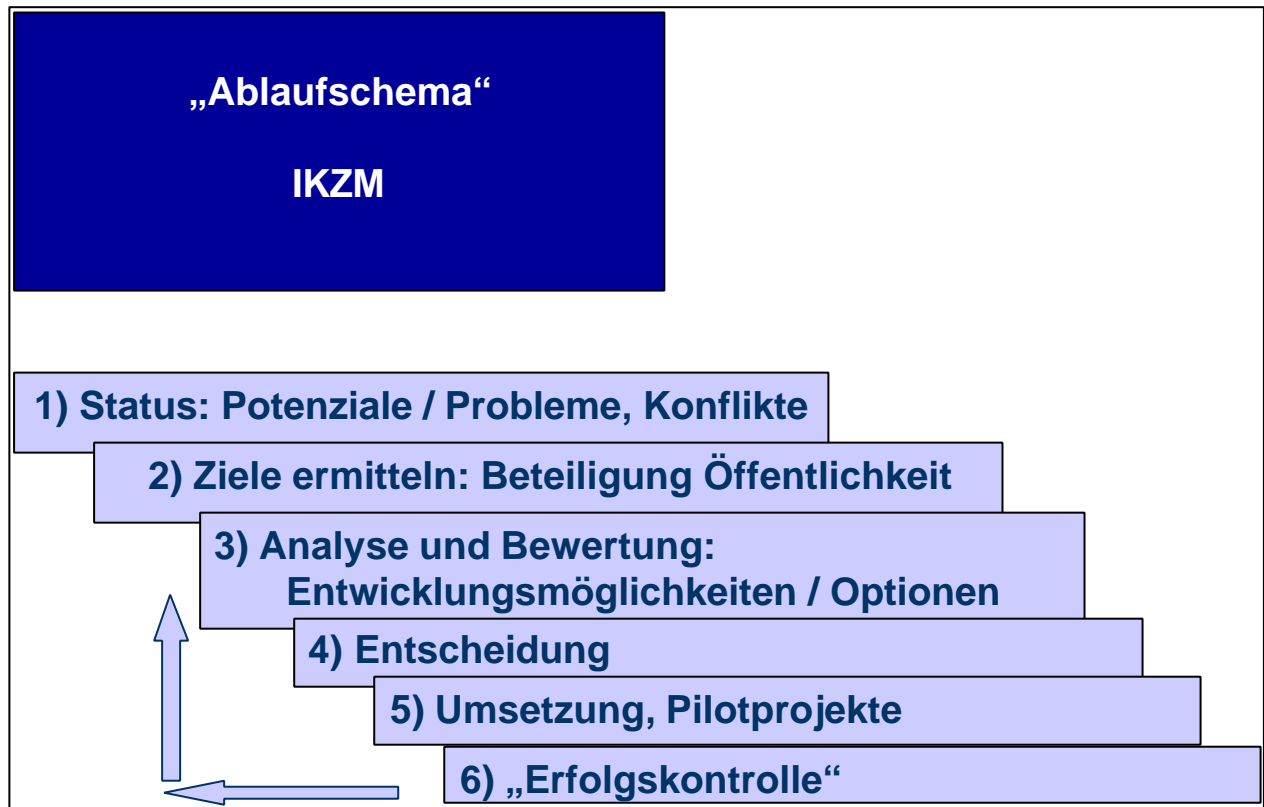 „Ablaufschema“
IKZM
1) Status: Potenziale / Probleme, Konflikte
2) Ziele ermitteln: Beteiligung Öffentlichkeit
3) Analyse und Bewertung:
Entwicklungsmöglichkeiten / Optionen
4) Entscheidung
5) Umsetzung, Pilotprojekte
6) „Erfolgskontrolle“